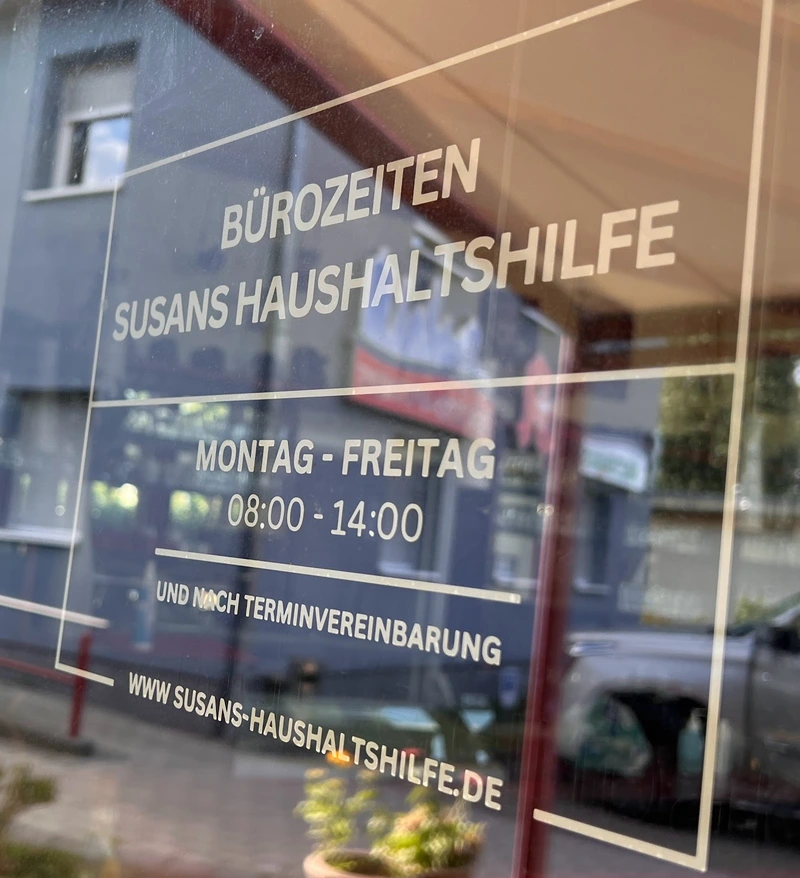 BÜROZEITEN
SUSANS HAUSHALTSHILFE
MONTAG - FREITAG
08:00 - 14:00
UND NACH TERMINVEREINBARUNG
WWW.SUSANS-HAUSHALTSHILFE.DE